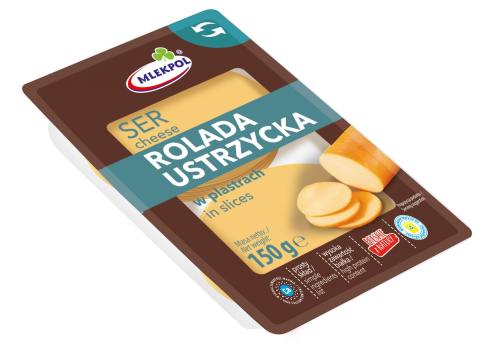 MLEKPOL
®
SER
cheese
ROLADA
USTRZYCKA
w plastrach
in slices
Masa netto /
Net weight:
150 g ℮
prosty
skład /
simple
ingredients
list
wysoka
zawartość
białka /
high protein
content